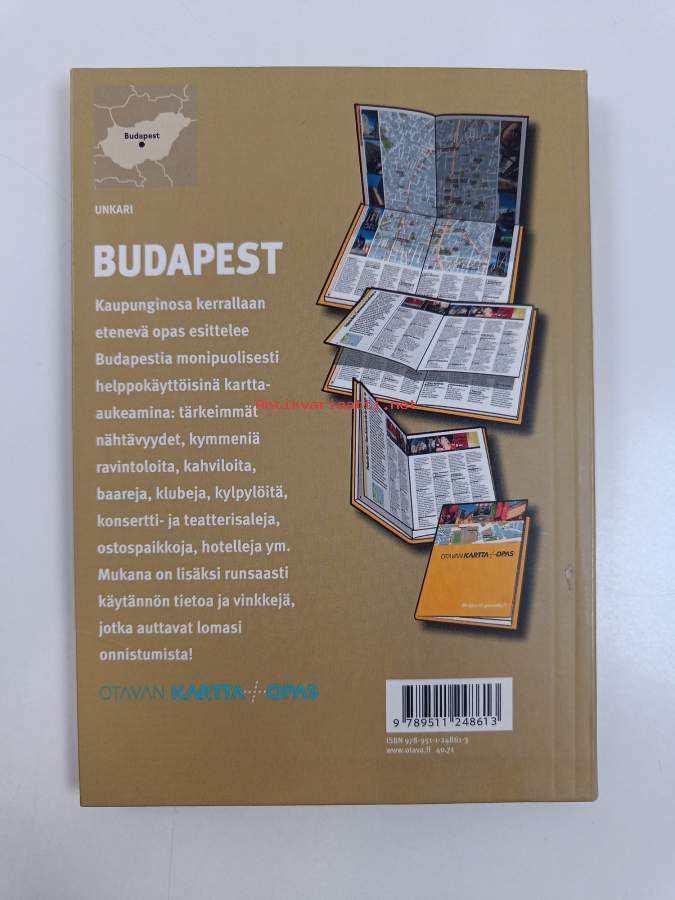 Budapest
UNKARI
BUDAPEST
Kaupunginosa kerrallaan
etenevä opas esittelee
Budapestia monipuolisesti
helppokäyttöisinä kartta-
aukeamina: tärkeimmät
nähtävyydet, kymmeniä
ravintoloita, kahviloita,
baareja, klubeja, kylpylöitä,
konsertti- ja teatterisaleja,
ostospaikkoja, hotelleja ym.
Mukana on lisäksi runsaasti
käytännön tietoa ja vinkkejä,
jotka auttavat lomasi
onnistumista!
OTAVAN KARTTA+OPAS
Antikvariaatti.net
OTAVAN KARTTA+OPAS
9 789511 248613
ISBN 978-951-1-24861-3
www.otava.fi 40.71